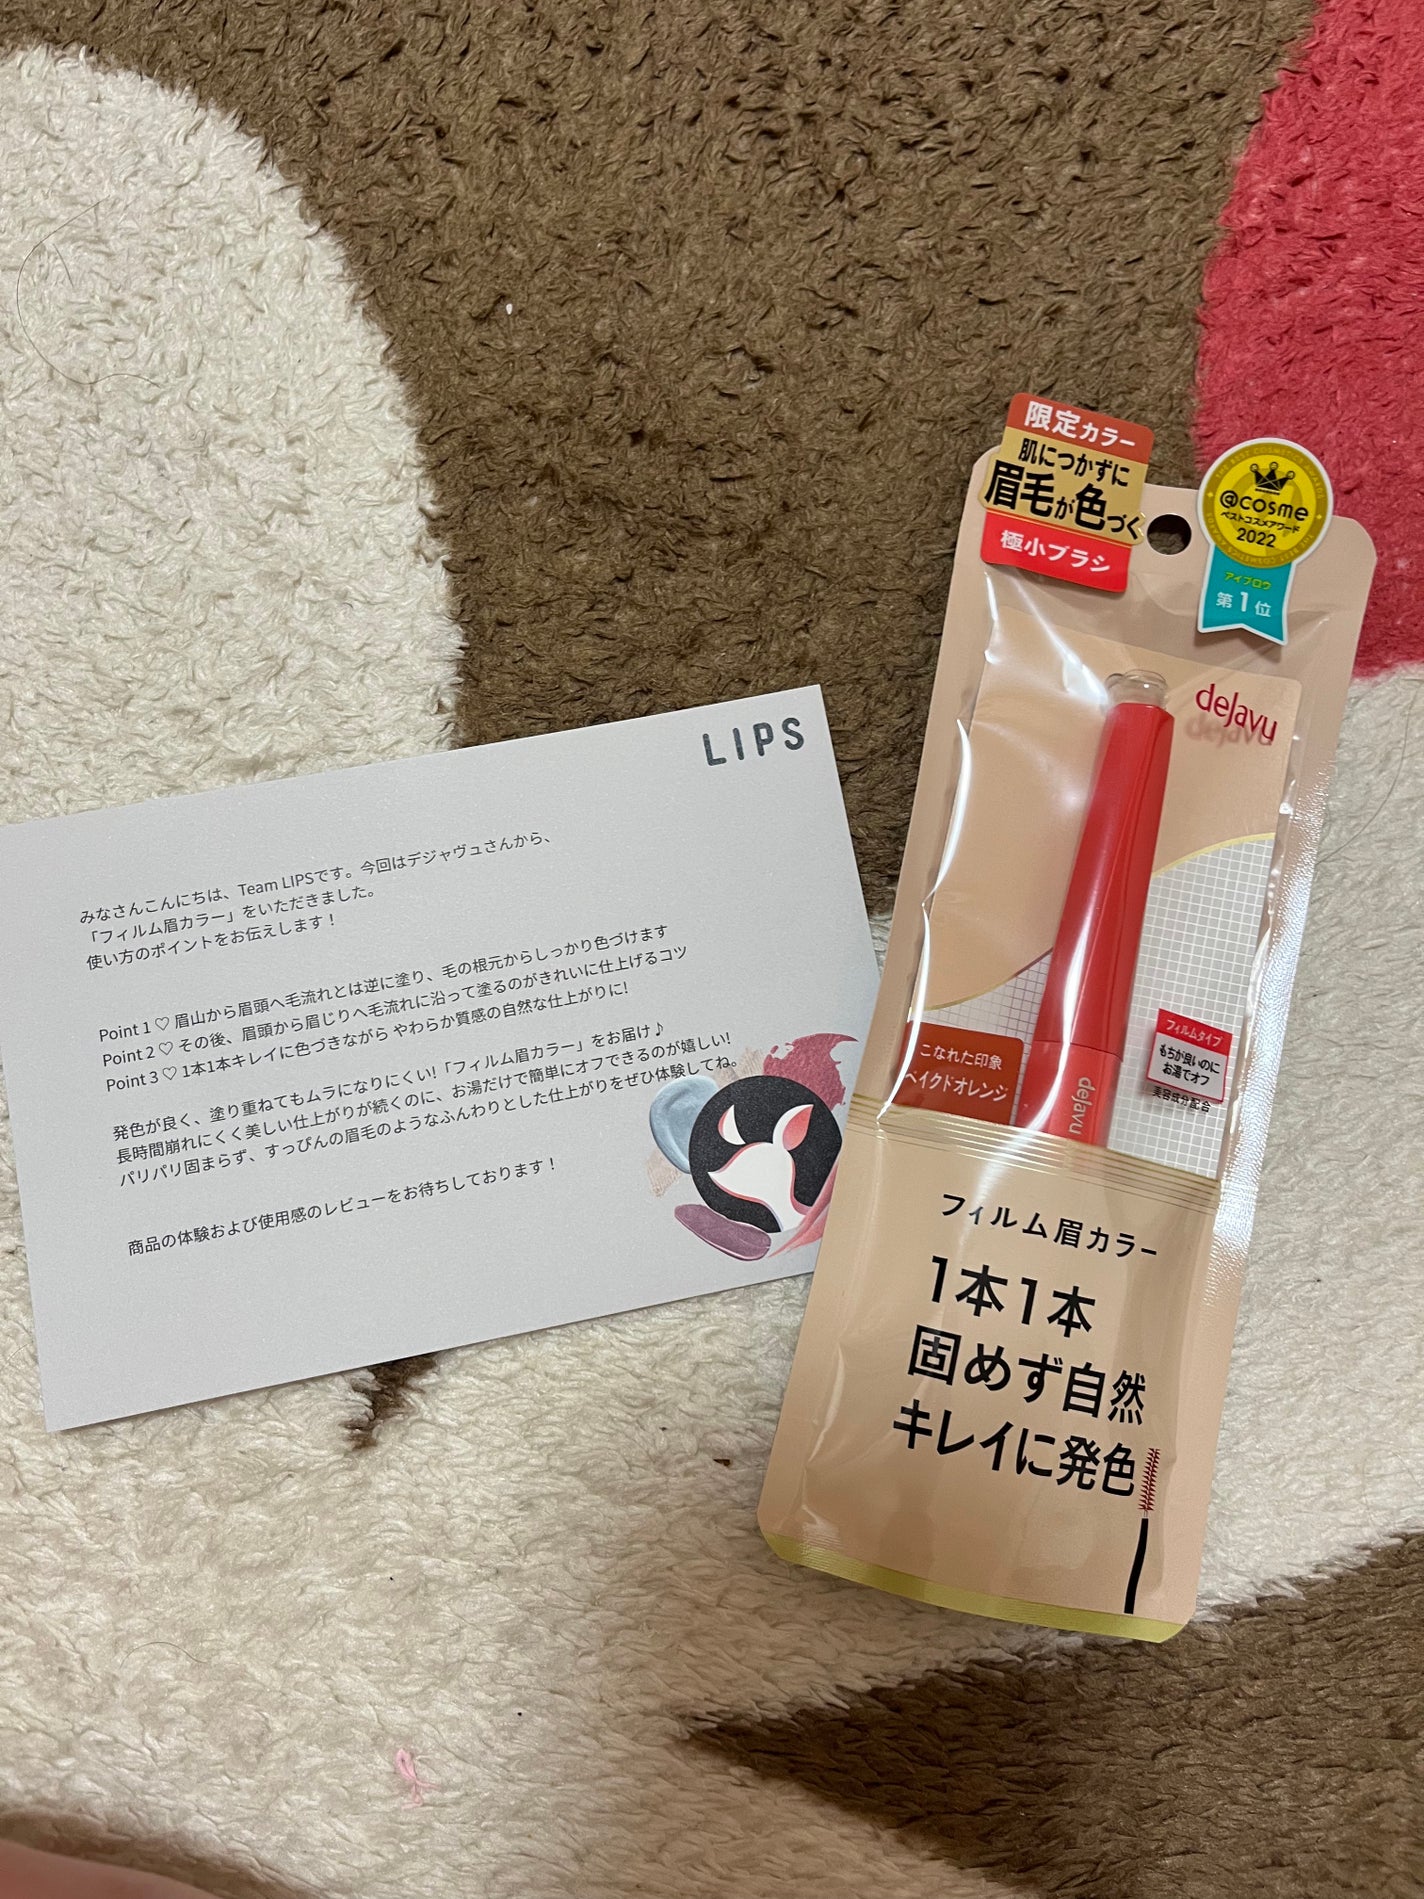 LIPS
みなさんこんにちは、Team LIPSです。今回はデジャヴュさんから、
「フィルム眉カラー」をいただきました。
使い方のポイントをお伝えします！
Point 1 ♡ 眉山から眉頭へ毛流れとは逆に塗り、毛の根元からしっかり色づけます
Point 2 ♡ その後、眉頭から眉じりへ毛流れに沿って塗るのがきれいに仕上げるコツ
Point 3 ♡ 1本1本キレイに色づきながら やわらか質感の自然な仕上がりに!
発色が良く、塗り重ねてもムラになりにくい!「フィルム眉カラー」をお届け♪
長時間崩れにくく美しい仕上がりが続くのに、お湯だけで簡単にオフできるのが嬉しい!
パリパリ固まらず、すっぴんの眉毛のようなふんわりとした仕上がりをぜひ体験してね。
商品の体験および使用感のレビューをお待ちしております！
限定カラー
肌につかずに
眉毛が色づく
極小ブラシ
@cosme
ベストコスメアワード
2022
アイブロウ
第1位
dejavu
こなれた印象
ベイクドオレンジ
フィルムタイプ
もちが良いのに
お湯でオフ
美容成分配合
dejavu
フィルム眉カラー
1本1本
固めず自然
キレイに発色